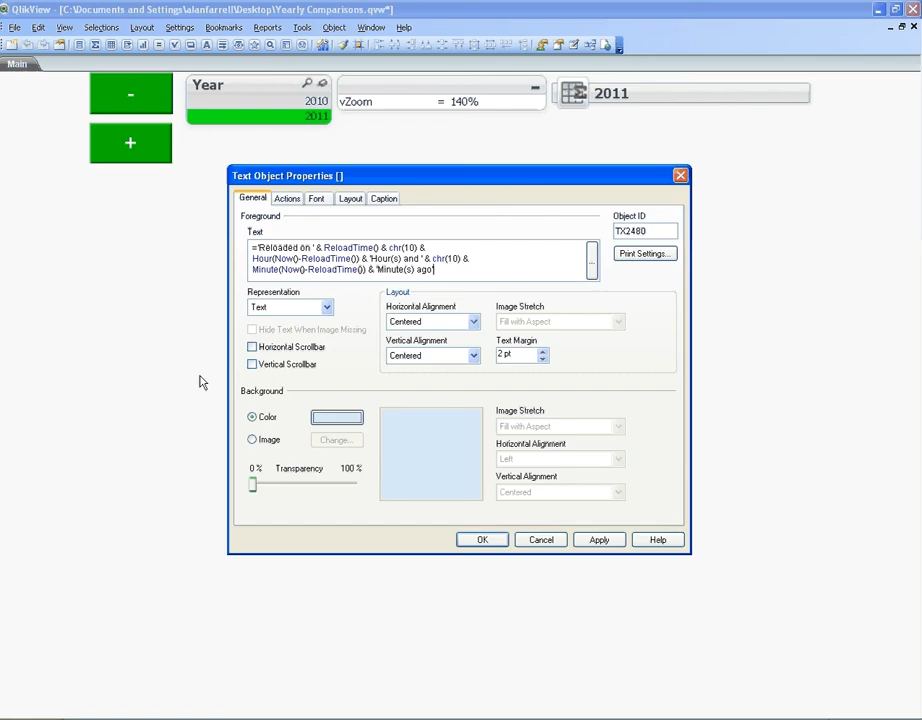 QlikView - [C:\Documents and Settings\alanfarrell\Desktop\Yearly Comparisons.qvw*]
File Edit View Selections Layout Settings Bookmarks Reports Tools Object Window Help
Main
-
+
Year
2010
2011
vZoom = 140%
2011
Text Object Properties []
General Actions Font Layout Caption
Foreground
Text
='Rèlòàdèd òn ' & ReloadTime() & chr(10) &
Hour(Now()-ReloadTime()) & 'Hour(s) and ' & chr(10) &
Minute(Now()-ReloadTime()) & 'Minute(s) ago'
...
Object ID
TX2480
Print Settings...
Representation
Text
Hide Text When Image Missing
Horizontal Scrollbar
Vertical Scrollbar
Layout
Horizontal Alignment
Centered
Image Stretch
Fill with Aspect
Vertical Alignment
Centered
Text Margin
2 pt
Background
Color
Image
Change...
0 % Transparency 100 %
Image Stretch
Fill with Aspect
Horizontal Alignment
Left
Vertical Alignment
Centered
OK Cancel Apply Help